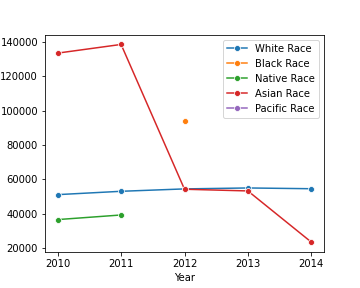 140000
120000
100000
80000
60000
40000
20000
2010 2011 2012 2013 2014
Year
White Race
Black Race
Native Race
Asian Race
Pacific Race